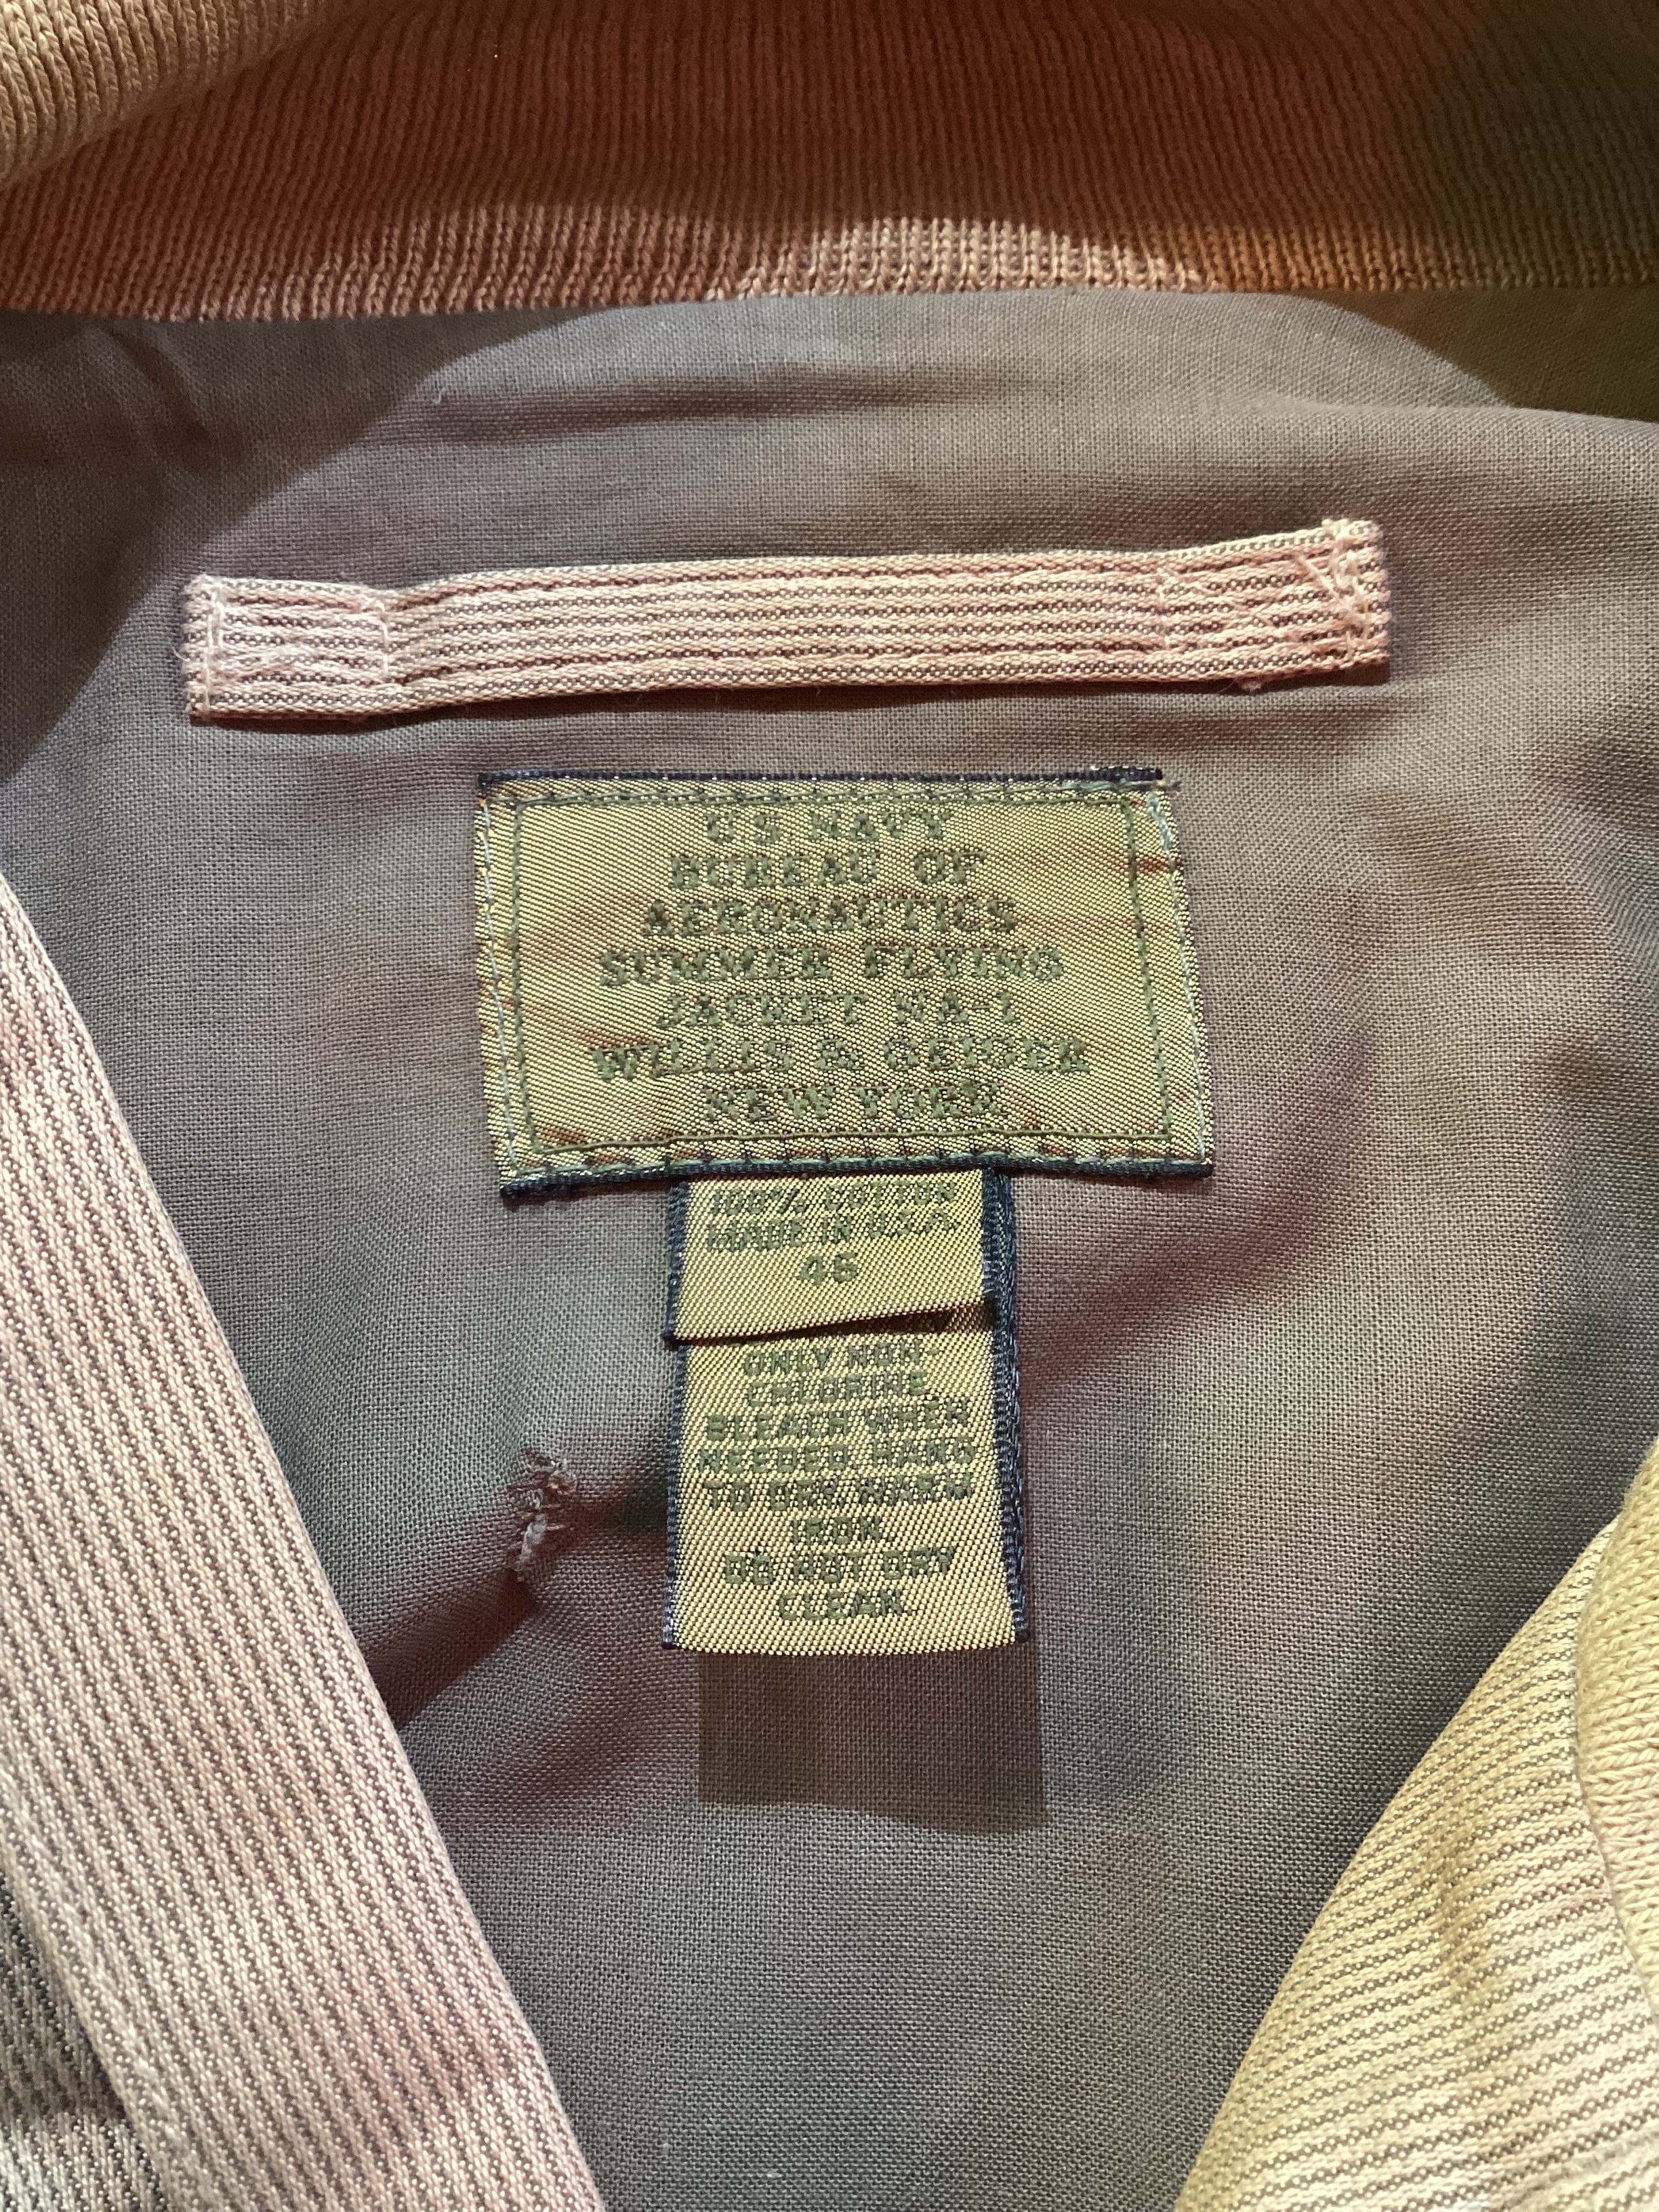 US NAVY
BUREAU OF
AERONAUTICS
SUMMER FLYING
JACKET NA-1
WILLIS & GEIGER
NEW YORK
100% COTTON
MADE IN U.S.A.
46
ONLY NON-
CHLORINE
BLEACH WHEN
NEEDED HANG
TO DRY WARM
IRON
DO NOT DRY
CLEAN